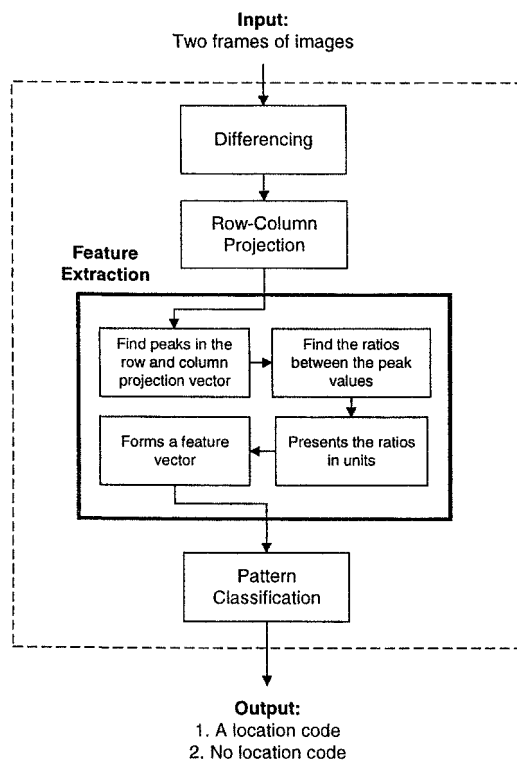 Input:
Two frames of images
Differencing
Row-Column
Projection
Feature
Extraction
Find peaks in the
row and column
projection vector
Find the ratios
between the peak
values
Forms a feature
vector
Presents the ratios
in units
Pattern
Classification
Output:
1. A location code
2. No location code